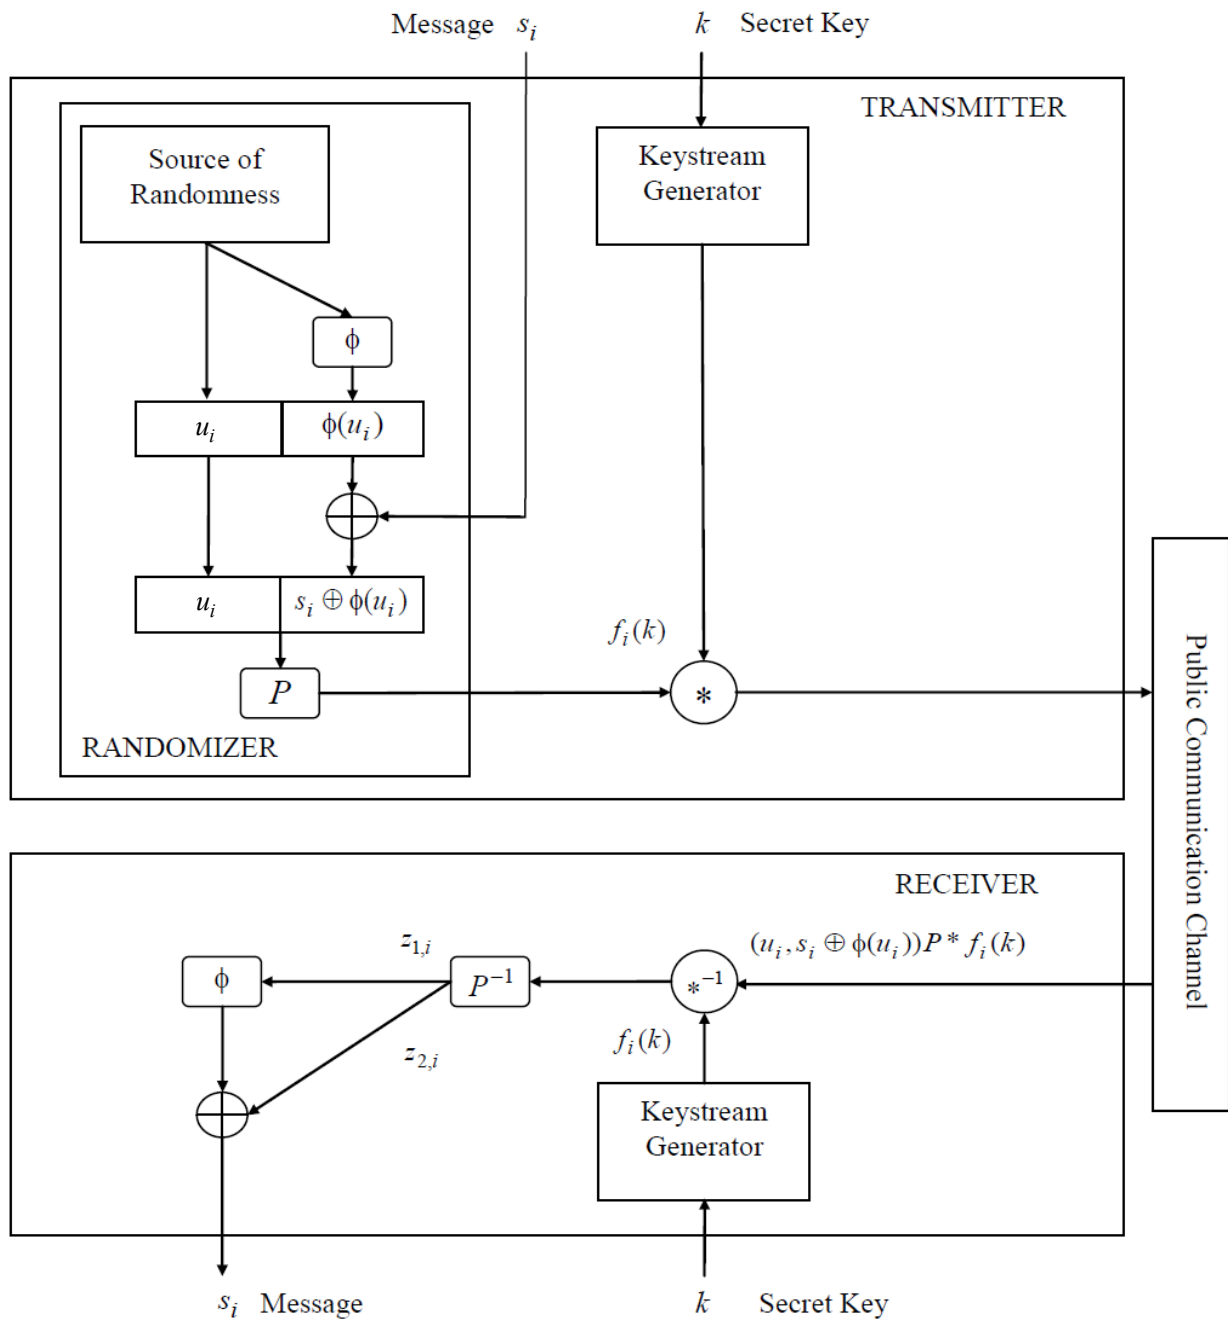 Message s_i k Secret Key
TRANSMITTER
Source of
Randomness
Keystream
Generator
ϕ
u_i ϕ(u_i)
u_i s_i ⊕ ϕ(u_i)
f_i(k)
P
*
RANDOMIZER
Public Communication Channel
RECEIVER
(u_i, s_i ⊕ ϕ(u_i))P * f_i(k)
z_{1,i}
ϕ
P^{-1}
*^{-1}
f_i(k)
z_{2,i}
Keystream
Generator
s_i Message k Secret Key